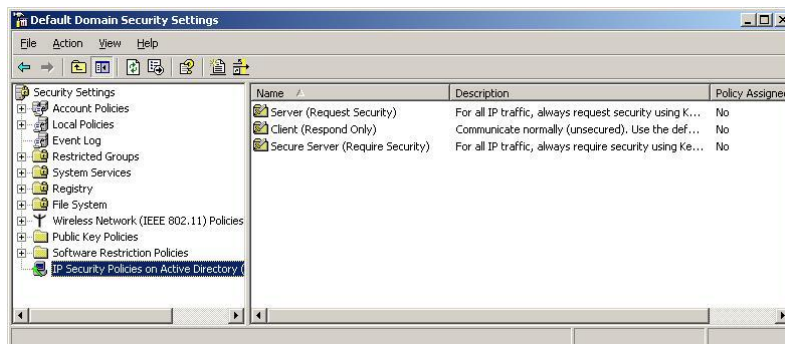 Default Domain Security Settings
File Action View Help
Security Settings
Account Policies
Local Policies
Event Log
Restricted Groups
System Services
Registry
File System
Wireless Network (IEEE 802.11) Policies
Public Key Policies
Software Restriction Policies
IP Security Policies on Active Directory (
Name Description Policy Assigne
Server (Request Security) For all IP traffic, always request security using K... No
Client (Respond Only) Communicate normally (unsecured). Use the def... No
Secure Server (Require Security) For all IP traffic, always require security using Ke... No